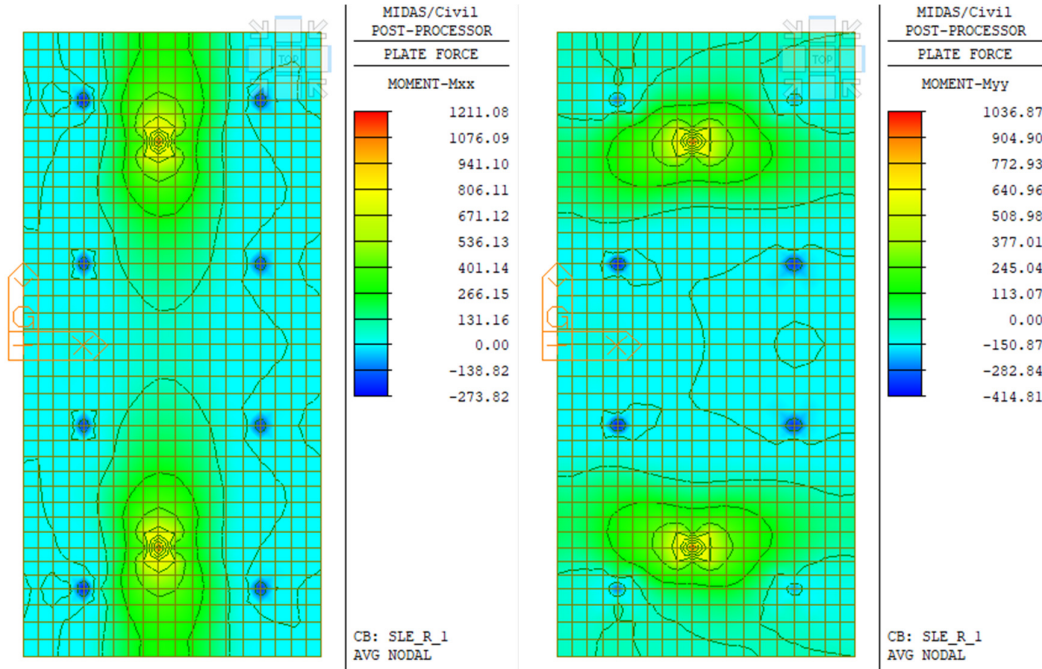 MIDAS/Civil
POST-PROCESSOR
PLATE FORCE
MOMENT-Mxx
1211.08
1076.09
941.10
806.11
671.12
536.13
401.14
266.15
131.16
0.00
-138.82
-273.82
CB: SLE_R_1
AVG NODAL
TOP
X
MIDAS/Civil
POST-PROCESSOR
PLATE FORCE
MOMENT-Myy
1036.87
904.90
772.93
640.96
508.98
377.01
245.04
113.07
0.00
-150.87
-282.84
-414.81
CB: SLE_R_1
AVG NODAL
TOP
X